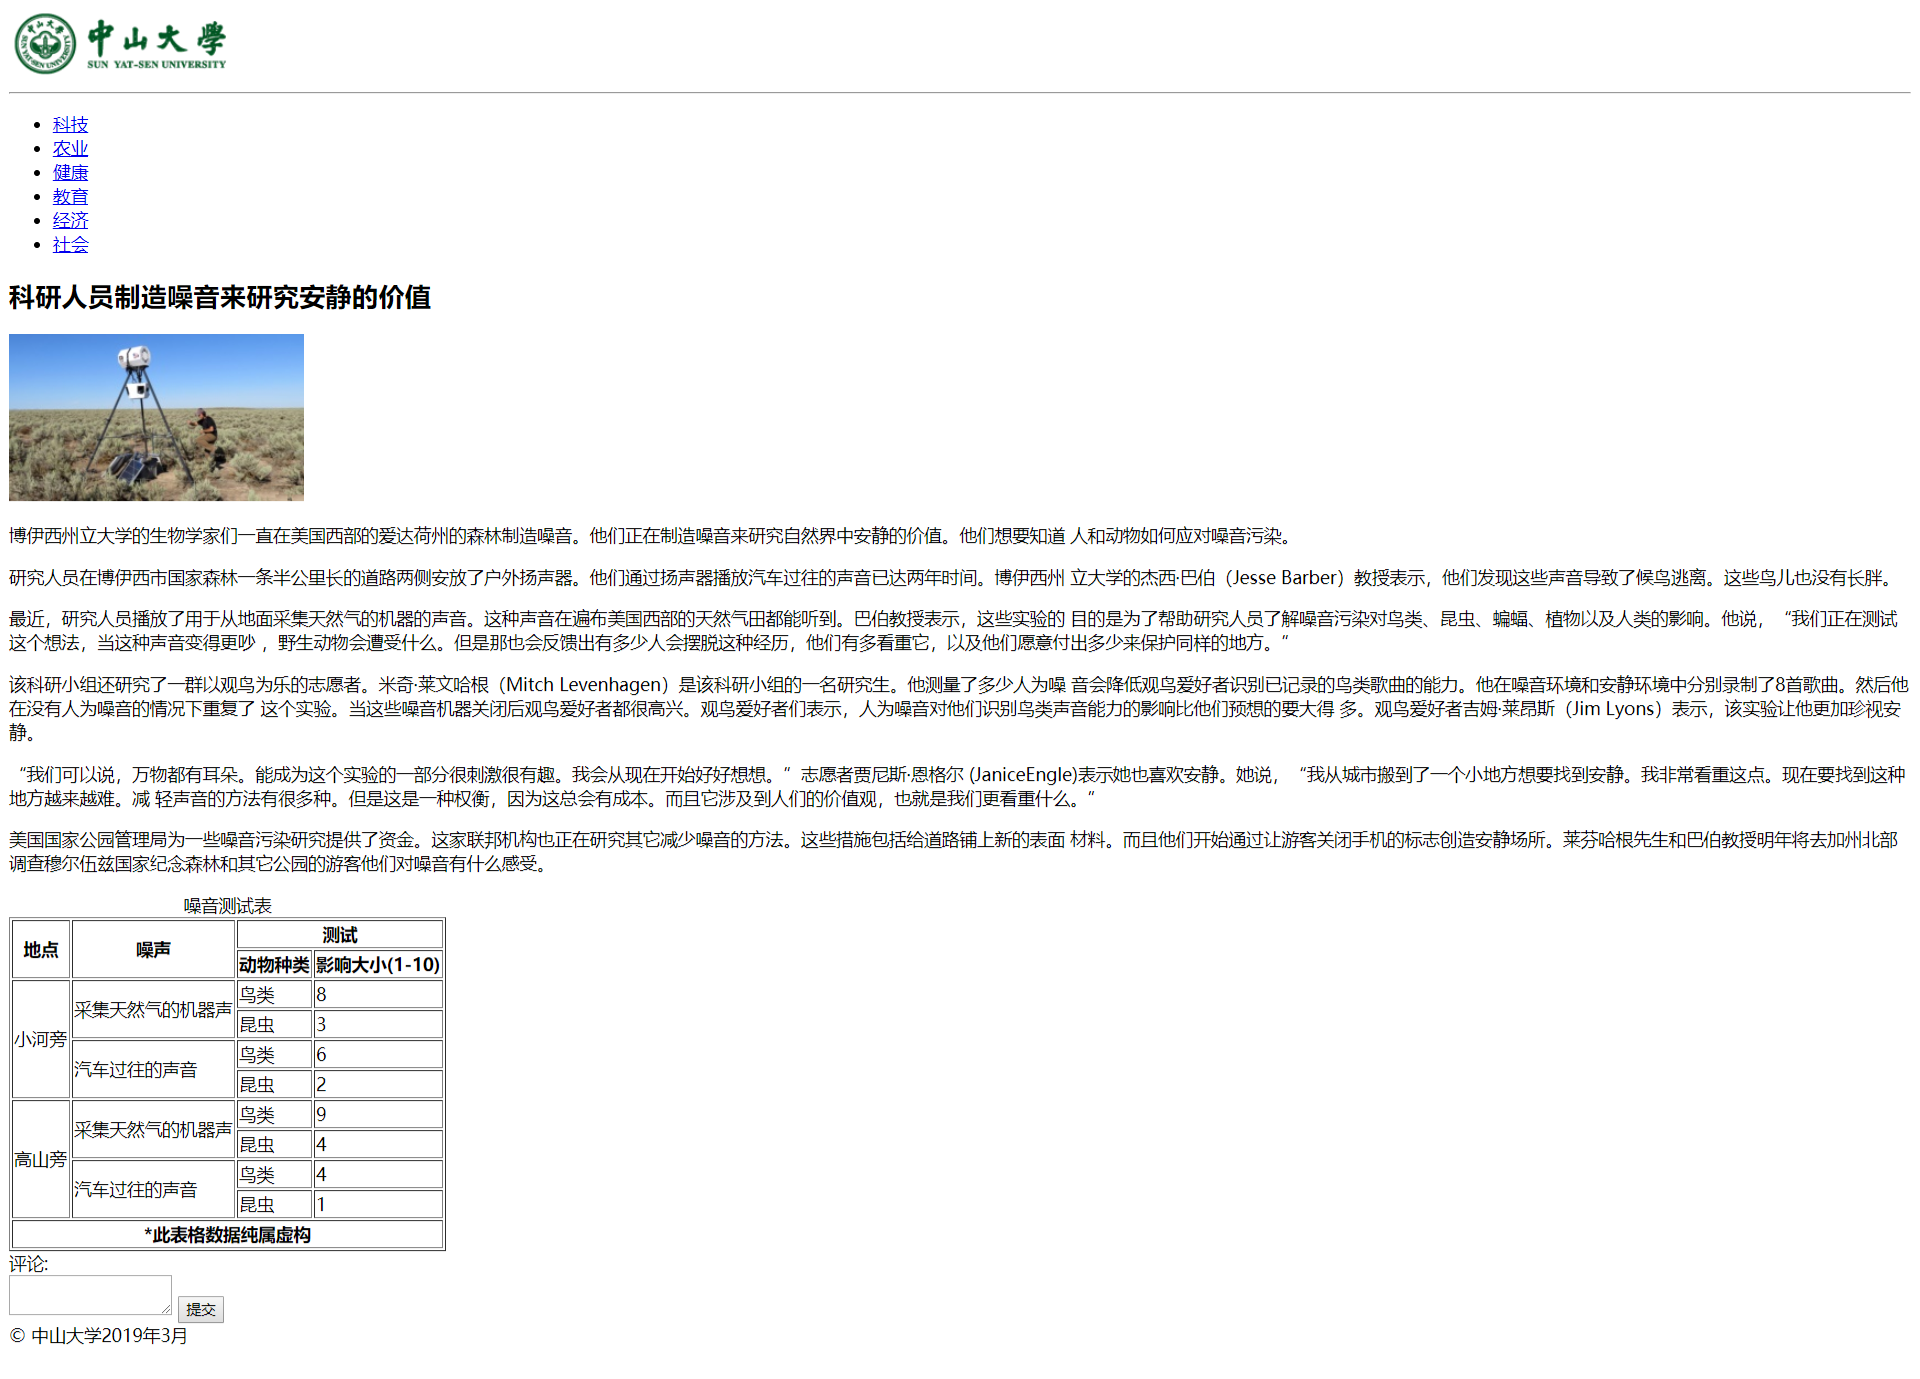 中山大學
SUN YAT-SEN UNIVERSITY
科技
农业
健康
教育
经济
社会
科研人员制造噪音来研究安静的价值
博伊西州立大学的生物学家们一直在美国西部的爱达荷州的森林制造噪音。他们正在制造噪音来研究自然界中安静的价值。他们想要知道 人和动物如何应对噪音污染。
研究人员在博伊西市国家森林一条半公里长的道路两侧安放了户外扬声器。他们通过扬声器播放汽车过往的声音已达两年时间。博伊西州 立大学的杰西·巴伯（Jesse Barber）教授表示，他们发现这些声音导致了候鸟逃离。这些鸟儿也没有长胖。
最近，研究人员播放了用于从地面采集天然气的机器的声音。这种声音在遍布美国西部的天然气田都能听到。巴伯教授表示，这些实验的 目的是为了帮助研究人员了解噪音污染对鸟类、昆虫、蝙蝠、植物以及人类的影响。他说，“我们正在测试
这个想法，当这种声音变得更吵 ，野生动物会遭受什么。但是那也会反馈出有多少人会摆脱这种经历，他们有多看重它，以及他们愿意付出多少来保护同样的地方。“
该科研小组还研究了一群以观鸟为乐的志愿者。米奇·莱文哈根（Mitch Levenhagen）是该科研小组的一名研究生。他测量了多少人为噪 音会降低观鸟爱好者识别已记录的鸟类歌曲的能力。他在噪音环境和安静环境中分别录制了8首歌曲。然后他
在没有人为噪音的情况下重复了 这个实验。当这些噪音机器关闭后观鸟爱好者都很高兴。观鸟爱好者们表示，人为噪音对他们识别鸟类声音能力的影响比他们预想的要大得 多。观鸟爱好者吉姆·莱昂斯（Jim Lyons）表示，该实验让他更加珍视安
静。
“我们可以说，万物都有耳朵。能成为这个实验的一部分很刺激很有趣。我会从现在开始好好想想。”志愿者贾尼斯·恩格尔 (JaniceEngle)表示她也喜欢安静。她说，“我从城市搬到了一个小地方想要找到安静。我非常看重这点。现在要找到这种
地方越来越难。减 轻声音的方法有很多种。但是这是一种权衡，因为这总会有成本。而且它涉及到人们的价值观，也就是我们更看重什么。“
美国国家公园管理局为一些噪音污染研究提供了资金。这家联邦机构也正在研究其它减少噪音的方法。这些措施包括给道路铺上新的表面 材料。而且他们开始通过让游客关闭手机的标志创造安静场所。莱芬哈根先生和巴伯教授明年将去加州北部
调查穆尔伍兹国家纪念森林和其它公园的游客他们对噪音有什么感受。
噪音测试表
地点 噪声 测试
动物种类 影响大小(1-10)
小河旁 采集天然气的机器声 鸟类 8
昆虫 3
汽车过往的声音 鸟类 6
昆虫 2
高山旁 采集天然气的机器声 鸟类 9
昆虫 4
汽车过往的声音 鸟类 4
昆虫 1
*此表格数据纯属虚构
评论:
提交
© 中山大学2019年3月